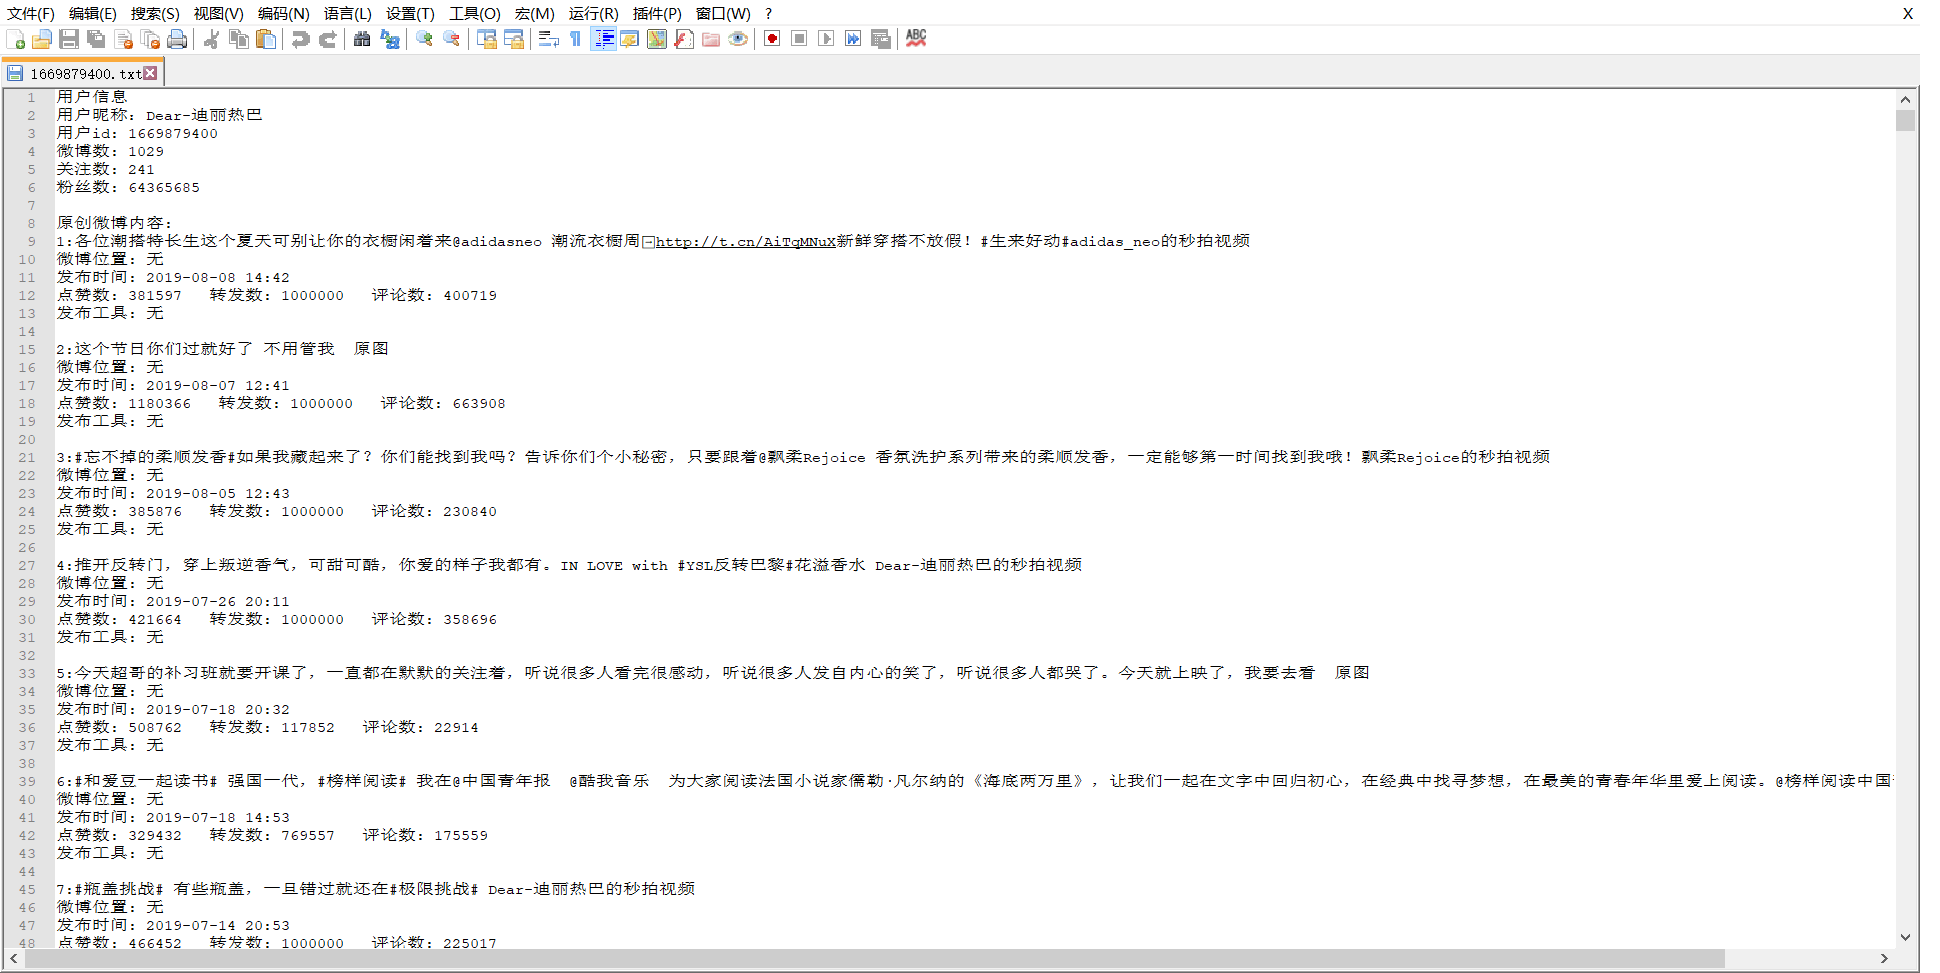 文件(F) 编辑(E) 搜索(S) 视图(V) 编码(N) 语言(L) 设置(T) 工具(O) 宏(M) 运行(R) 插件(P) 窗口(W) ? X
ABC
1669879400.txt
1 用户信息
2 用户昵称: Dear-迪丽热巴
3 用户id: 1669879400
4 微博数: 1029
5 关注数: 241
6 粉丝数: 64365685
7
8 原创微博内容:
9 1:各位潮搭特长生这个夏天可别让你的衣橱闲着来@adidasneo 潮流衣橱周→http://t.cn/AiTqMNuX新鲜穿搭不放假! #生来好动#adidas_neo的秒拍视频
10 微博位置: 无
11 发布时间: 2019-08-08 14:42
12 点赞数: 381597 转发数: 1000000 评论数: 400719
13 发布工具: 无
14
15 2:这个节日你们过就好了 不用管我 原图
16 微博位置: 无
17 发布时间: 2019-08-07 12:41
18 点赞数: 1180366 转发数: 1000000 评论数: 663908
19 发布工具: 无
20
21 3:#忘不掉的柔顺发香#如果我藏起来了? 你们能找到我吗? 告诉你们个小秘密, 只要跟着@飘柔Rejoice 香氛洗护系列带来的柔顺发香, 一定能够第一时间找到我哦! 飘柔Rejoice的秒拍视频
22 微博位置: 无
23 发布时间: 2019-08-05 12:43
24 点赞数: 385876 转发数: 1000000 评论数: 230840
25 发布工具: 无
26
27 4:推开反转门, 穿上叛逆香气, 可甜可酷, 你爱的样子我都有。IN LOVE with #YSL反转巴黎#花溢香水 Dear-迪丽热巴的秒拍视频
28 微博位置: 无
29 发布时间: 2019-07-26 20:11
30 点赞数: 421664 转发数: 1000000 评论数: 358696
31 发布工具: 无
32
33 5:今天超哥的补习班就要开课了, 一直都在默默的关注着, 听说很多人看完很感动, 听说很多人发自内心的笑了, 听说很多人都哭了。今天就上映了, 我要去看 原图
34 微博位置: 无
35 发布时间: 2019-07-18 20:32
36 点赞数: 508762 转发数: 117852 评论数: 22914
37 发布工具: 无
38
39 6:#和爱豆一起读书# 强国一代, #榜样阅读# 我在@中国青年报 @酷我音乐 为大家阅读法国小说家儒勒·凡尔纳的《海底两万里》, 让我们一起在文字中回归初心, 在经典中找寻梦想, 在最美的青春年华里爱上阅读。@榜样阅读中国
40 微博位置: 无
41 发布时间: 2019-07-18 14:53
42 点赞数: 329432 转发数: 769557 评论数: 175559
43 发布工具: 无
44
45 7:#瓶盖挑战# 有些瓶盖, 一旦错过就还在#极限挑战# Dear-迪丽热巴的秒拍视频
46 微博位置: 无
47 发布时间: 2019-07-14 20:53
48 点赞数: 466452 转发数: 1000000 评论数: 225017